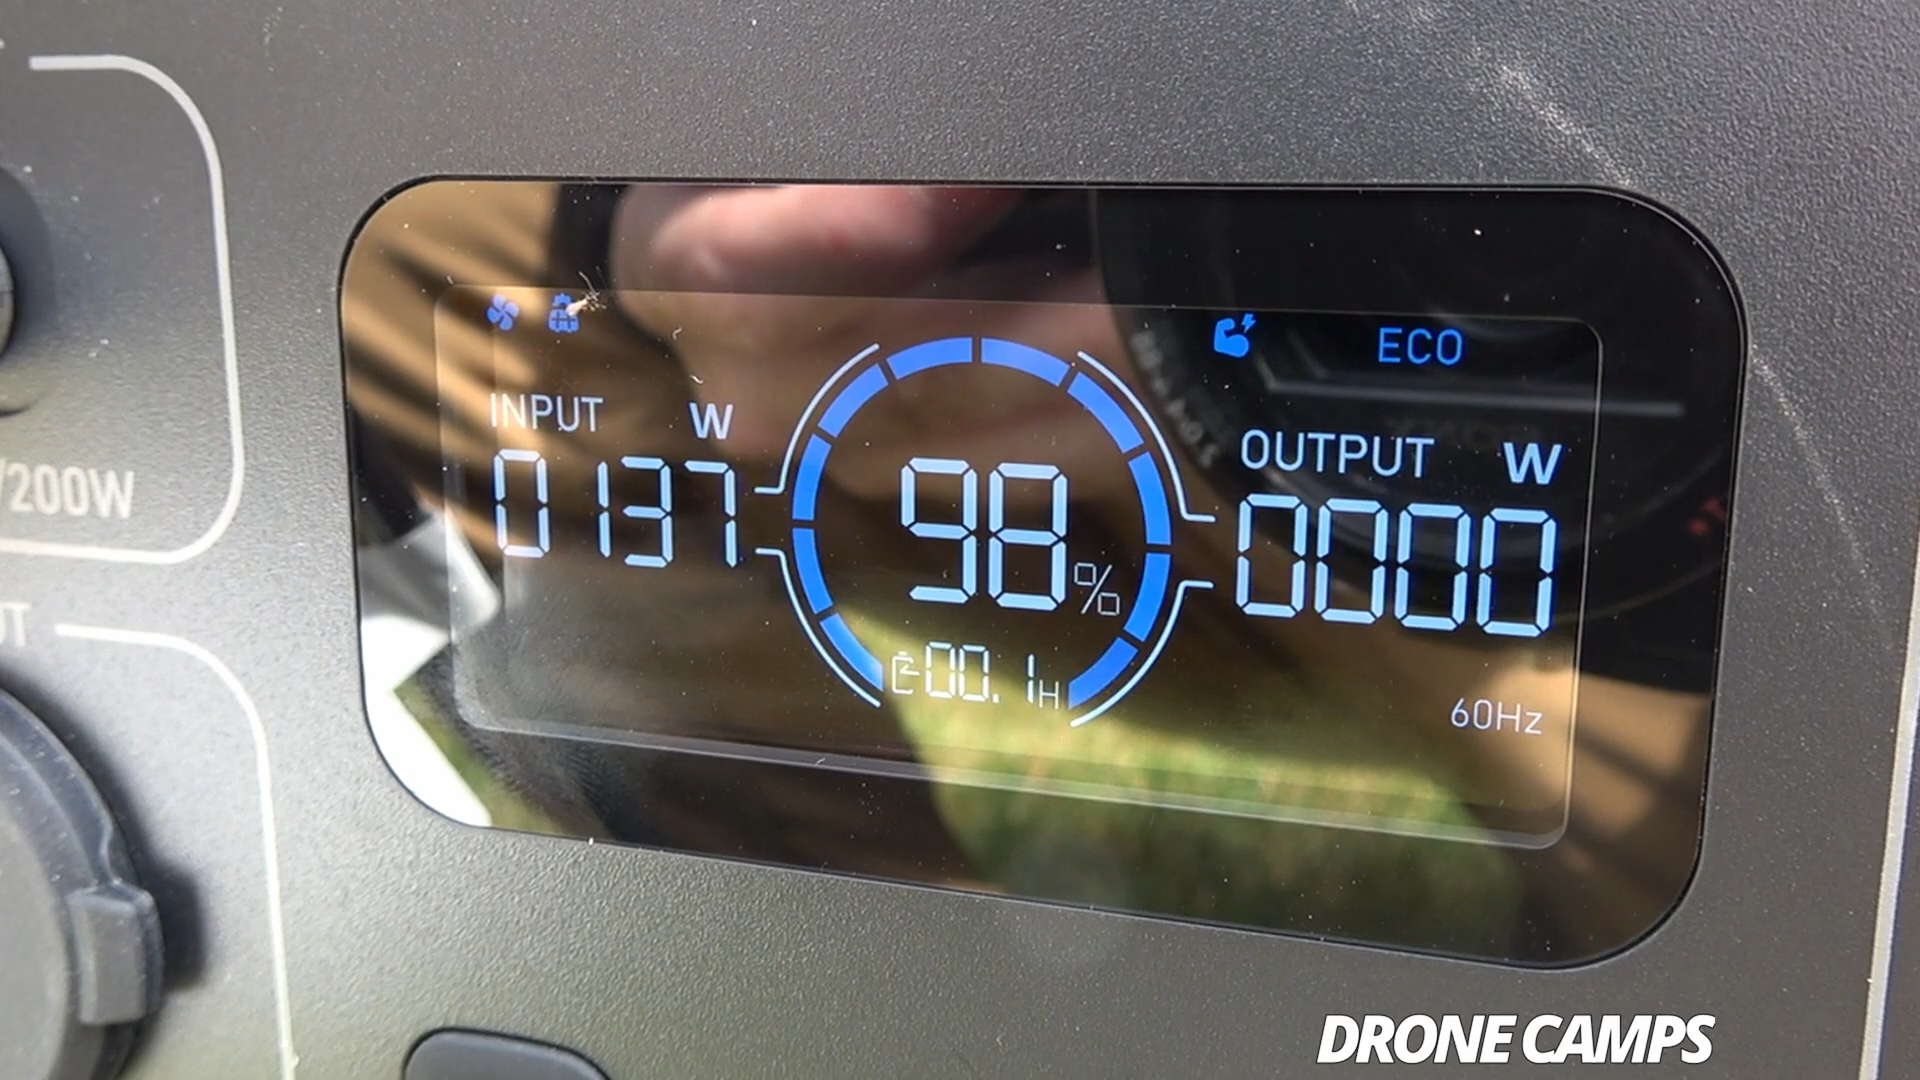 /200W
INPUT W
0137
98%
00.1H
ECO
OUTPUT W
0000
60Hz
DRONE CAMPS